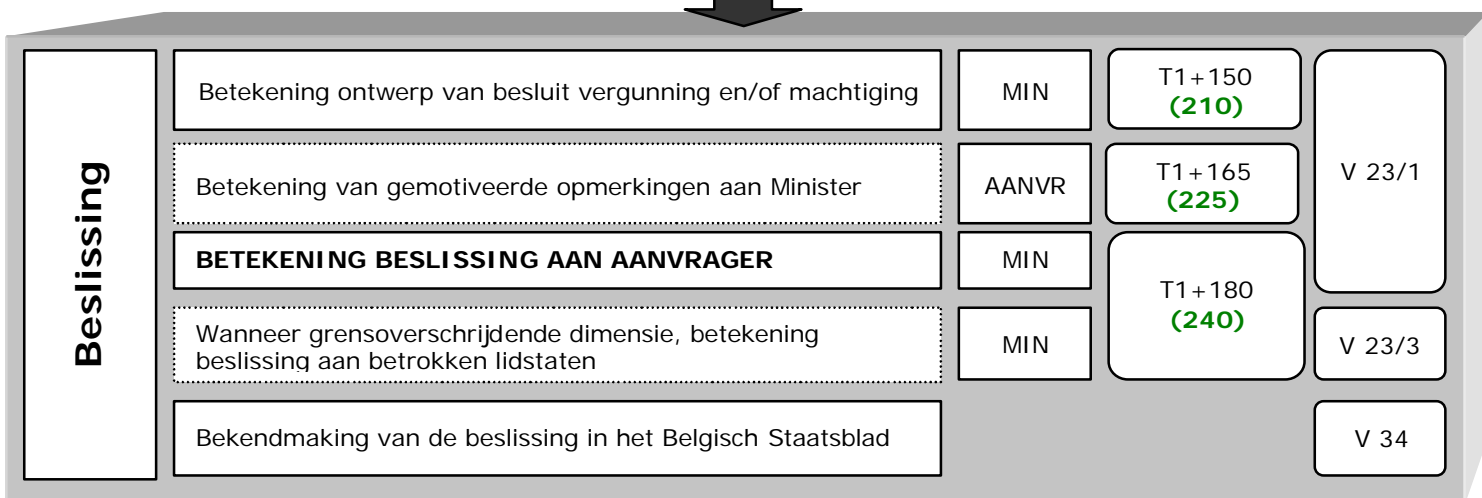 Beslissing
Betekening ontwerp van besluit vergunning en/of machtiging
MIN
T1+150
(210)
V 23/1
Betekening van gemotiveerde opmerkingen aan Minister
AANVR
T1+165
(225)
BETEKENING BESLISSING AAN AANVRAGER
MIN
T1+180
(240)
Wanneer grensoverschrijdende dimensie, betekening
beslissing aan betrokken lidstaten
MIN
V 23/3
Bekendmaking van de beslissing in het Belgisch Staatsblad
V 34